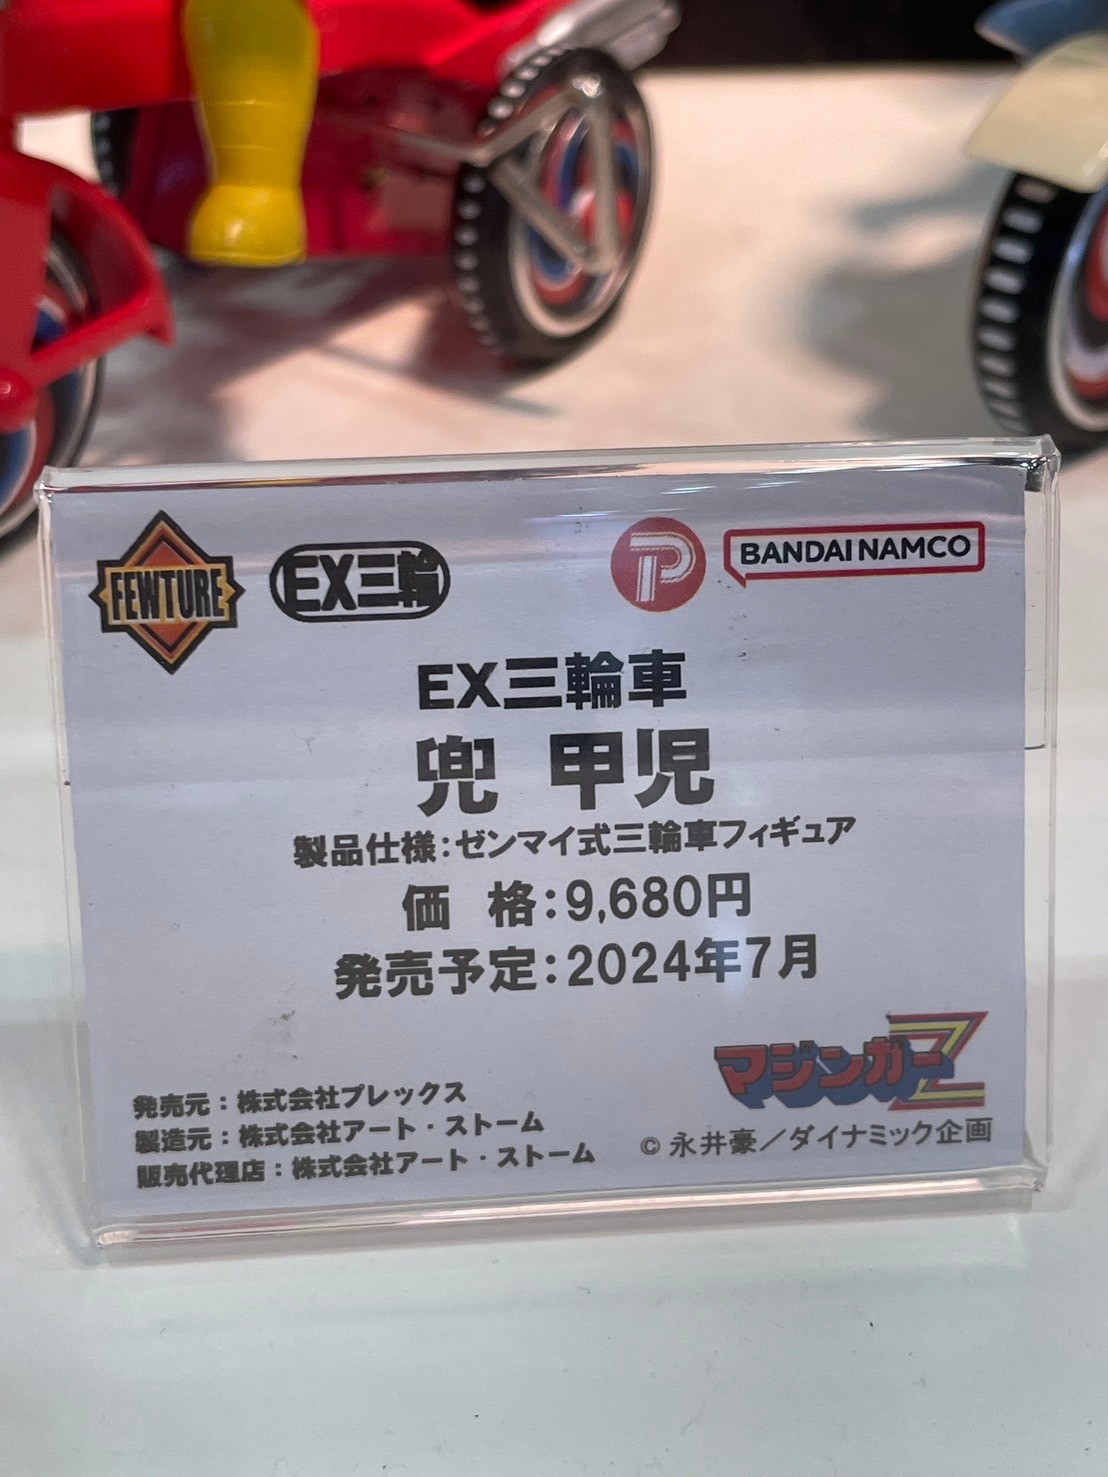 FEWTURE
EX三輪
P
BANDAI NAMCO
EX三輪車
兜 甲児
製品仕様：ゼンマイ式三輪車フィギュア
価 格：9,680円
発売予定：2024年7月
マジンガーZ
発売元：株式会社プレックス
製造元：株式会社アート・ストーム
販売代理店：株式会社アート・ストーム
© 永井豪／ダイナミック企画